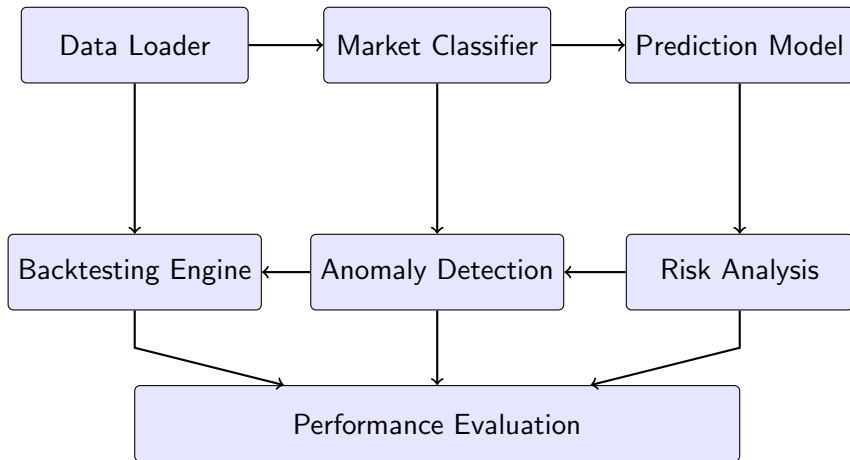 Data Loader
Market Classifier
Prediction Model
Backtesting Engine
Anomaly Detection
Risk Analysis
Performance Evaluation